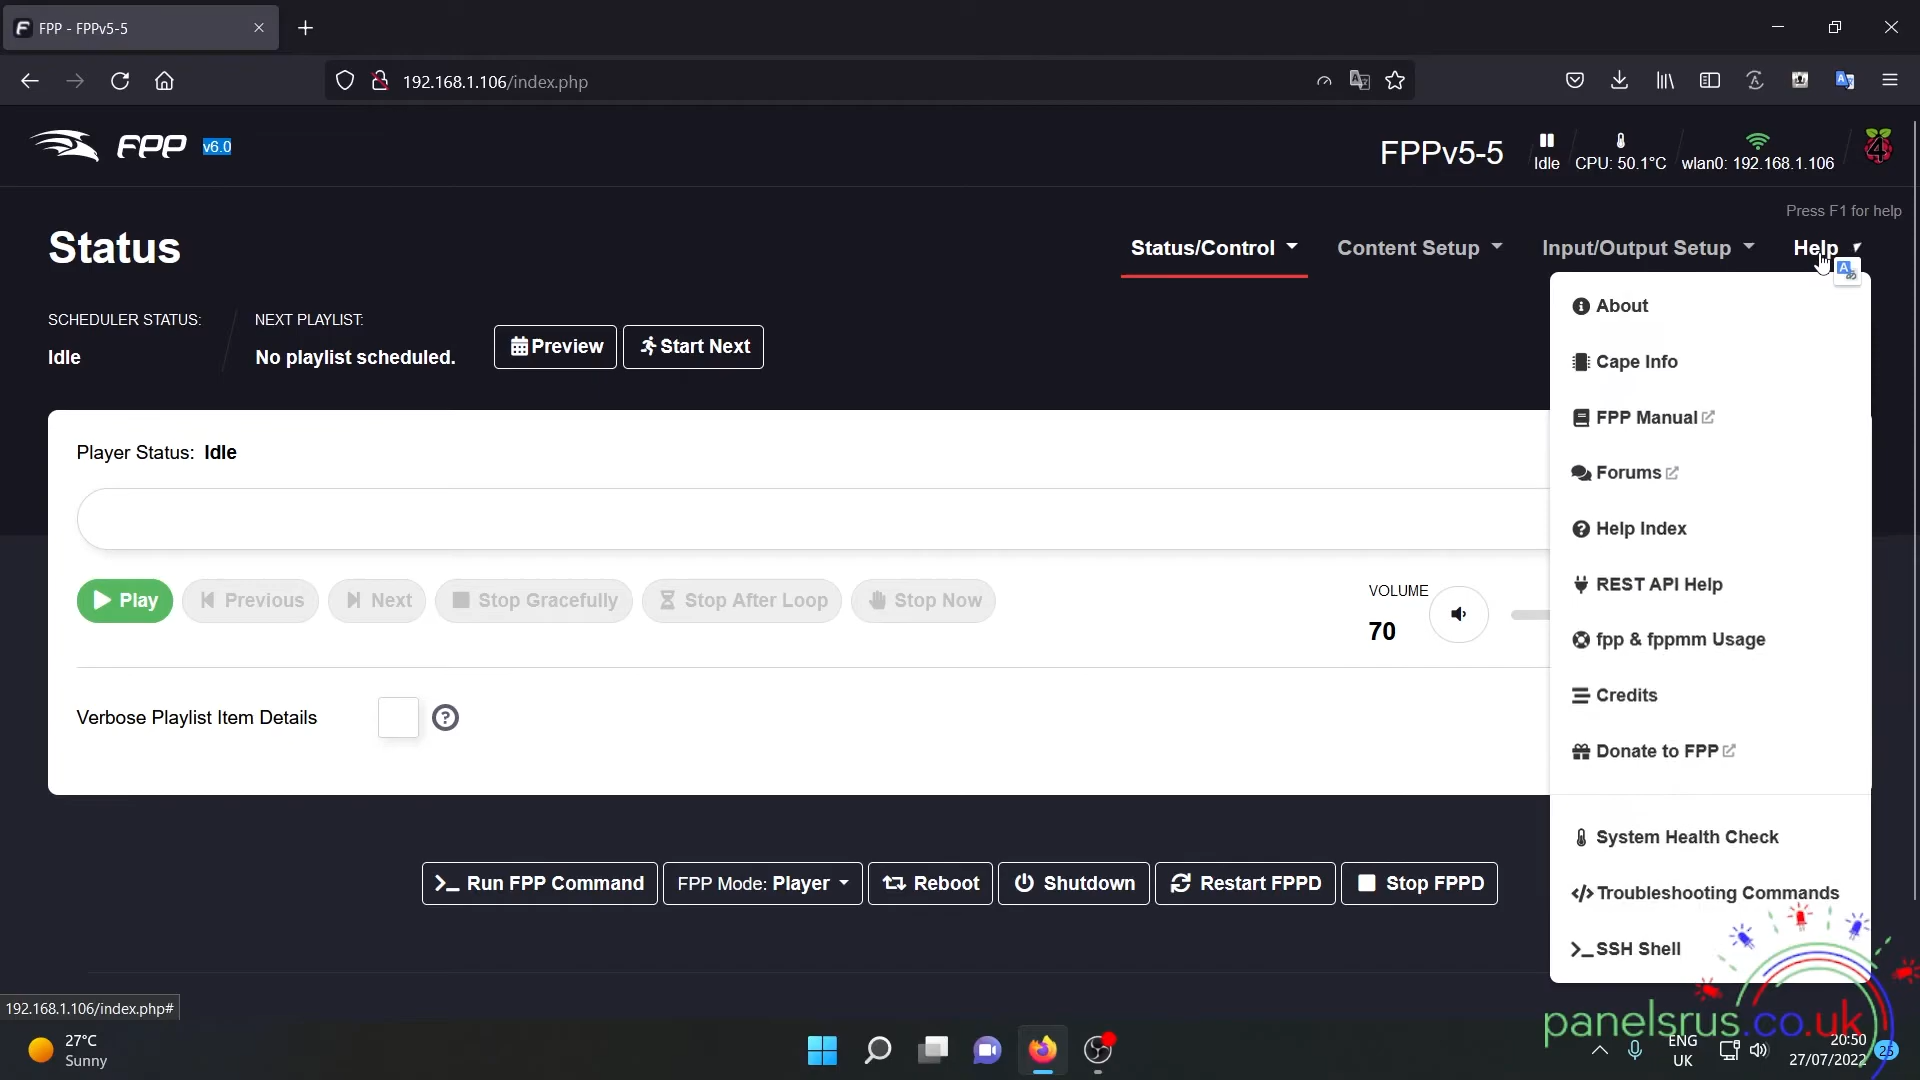 FPP - FPPv5-5
192.168.1.106/index.php
FPP v6.0
FPPv5-5
Idle
CPU: 50.1°C
wlan0: 192.168.1.106
Press F1 for help
Status
Status/Control
Content Setup
Input/Output Setup
Help
SCHEDULER STATUS:
Idle
NEXT PLAYLIST:
No playlist scheduled.
Preview
Start Next
About
Cape Info
FPP Manual
Forums
Help Index
REST API Help
fpp & fppmm Usage
Credits
Donate to FPP
System Health Check
Troubleshooting Commands
SSH Shell
Player Status: Idle
Play
Previous
Next
Stop Gracefully
Stop After Loop
Stop Now
VOLUME
70
Verbose Playlist Item Details
Run FPP Command
FPP Mode: Player
Reboot
Shutdown
Restart FPPD
Stop FPPD
192.168.1.106/index.php#
panelsrus.co.uk
27°C
Sunny
ENG
UK
20:50
27/07/2022
25